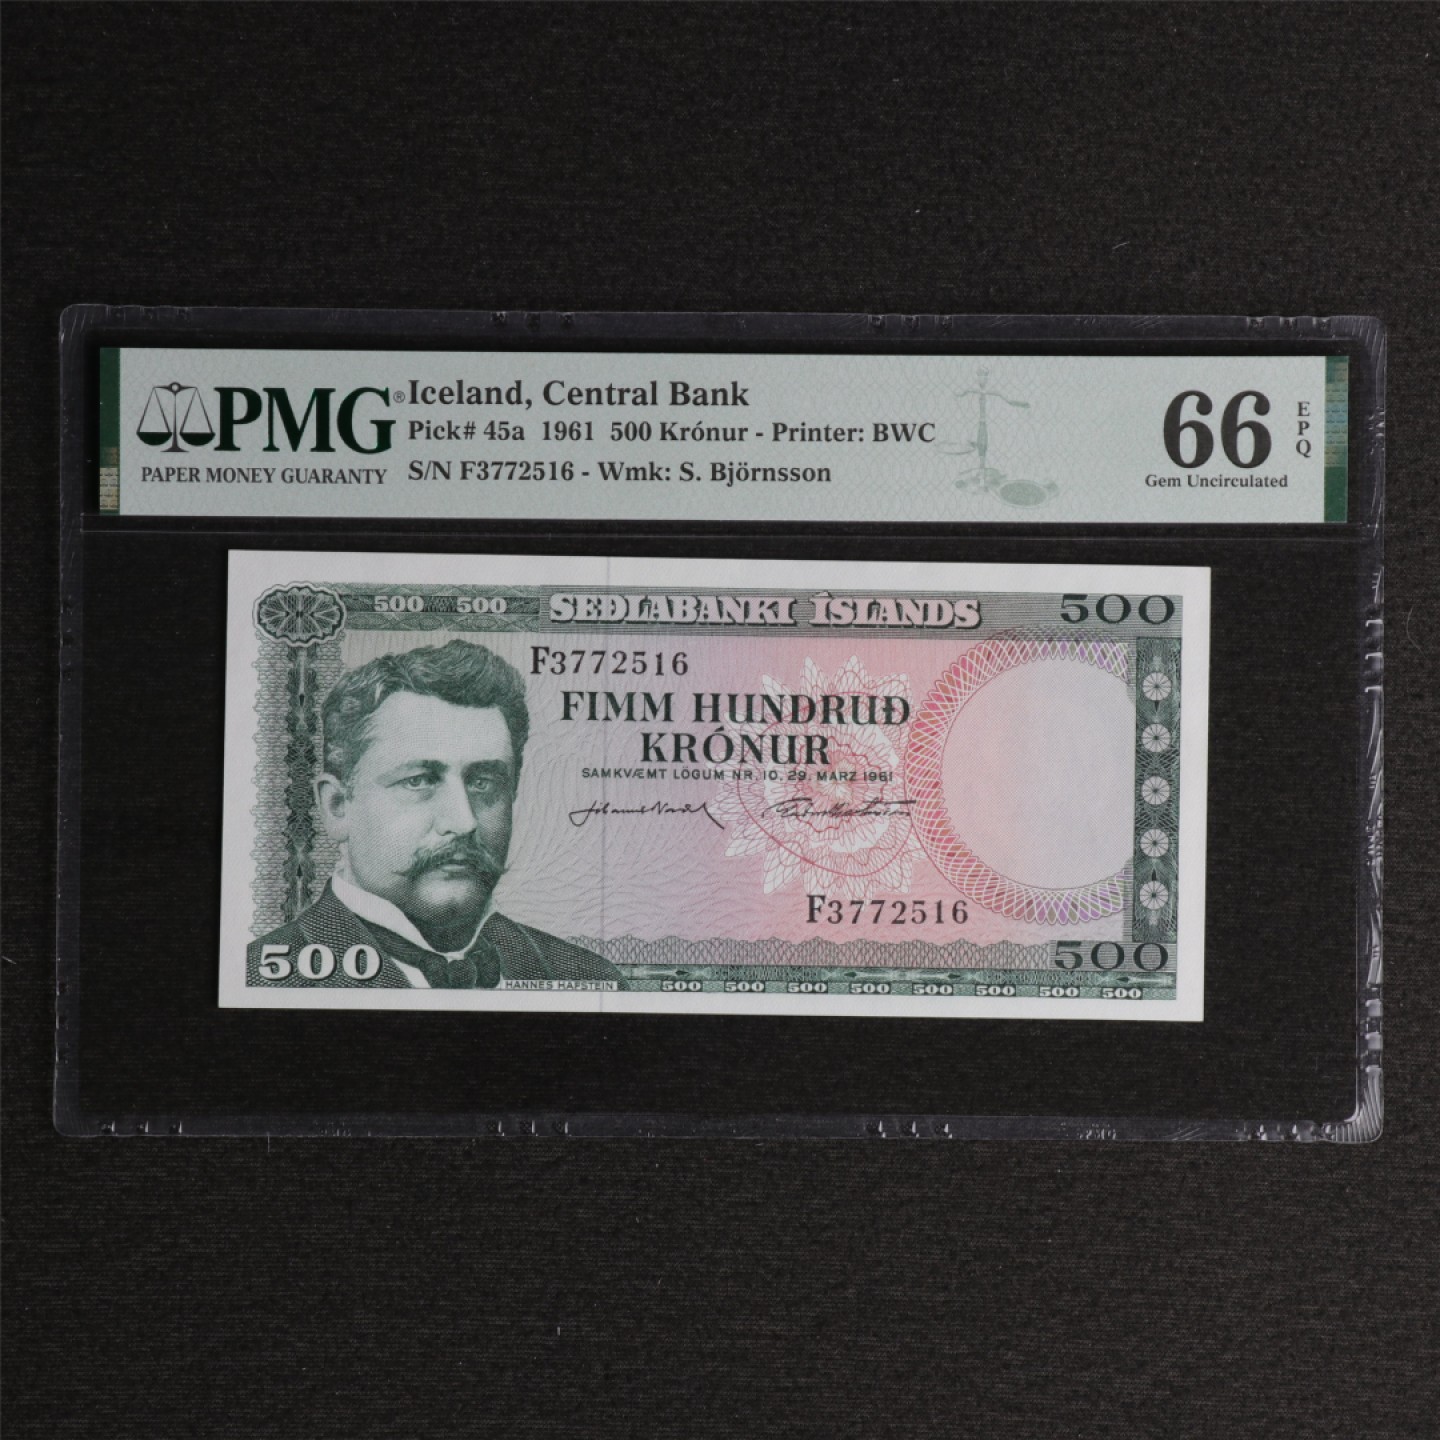 PMG®
PAPER MONEY GUARANTY
Iceland, Central Bank
Pick# 45a 1961 500 Krónur - Printer: BWC
S/N F3772516 - Wmk: S. Björnsson
66
EPQ
Gem Uncirculated
500 500 SEÐLABANKI ÍSLANDS 500
F3772516
FIMM HUNDRUÐ
KRÓNUR
SAMKVÆMT LÖGUM NR. 10, 29. MARZ 1961
F3772516
500 500
HANNES HAFSTEIN 500 500 500 500 500 500 500 500